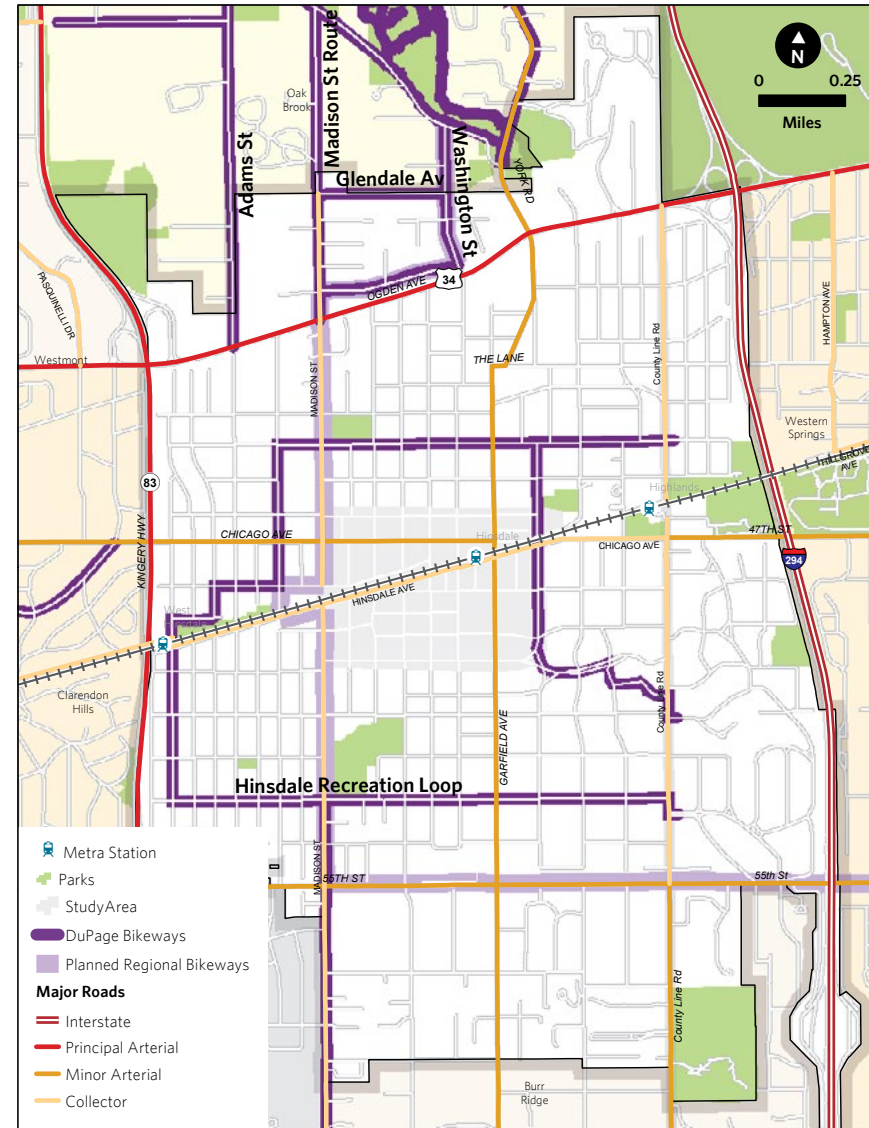 N
0 0.25
Miles
Oak
Brook
Madison St Route
Adams St
Washington St
Glendale Av
YORK RD
34
OGDEN AVE
PASQUINELLI DR
HAMPTON AVE
Westmont
THE LANE
MADISON ST
County Line Rd
Western
Springs
HILLGROVE
AVE
83
KINGERY HWY
Highlands
CHICAGO AVE
Hinsdale
CHICAGO AVE
47TH ST
294
HINSDALE AVE
West
Hinsdale
Clarendon
Hills
County Line Rd
GARFIELD AVE
Hinsdale Recreation Loop
MADISON ST
55TH ST
55th St
County Line Rd
Burr
Ridge
Metra Station
Parks
StudyArea
DuPage Bikeways
Planned Regional Bikeways
Major Roads
Interstate
Principal Arterial
Minor Arterial
Collector